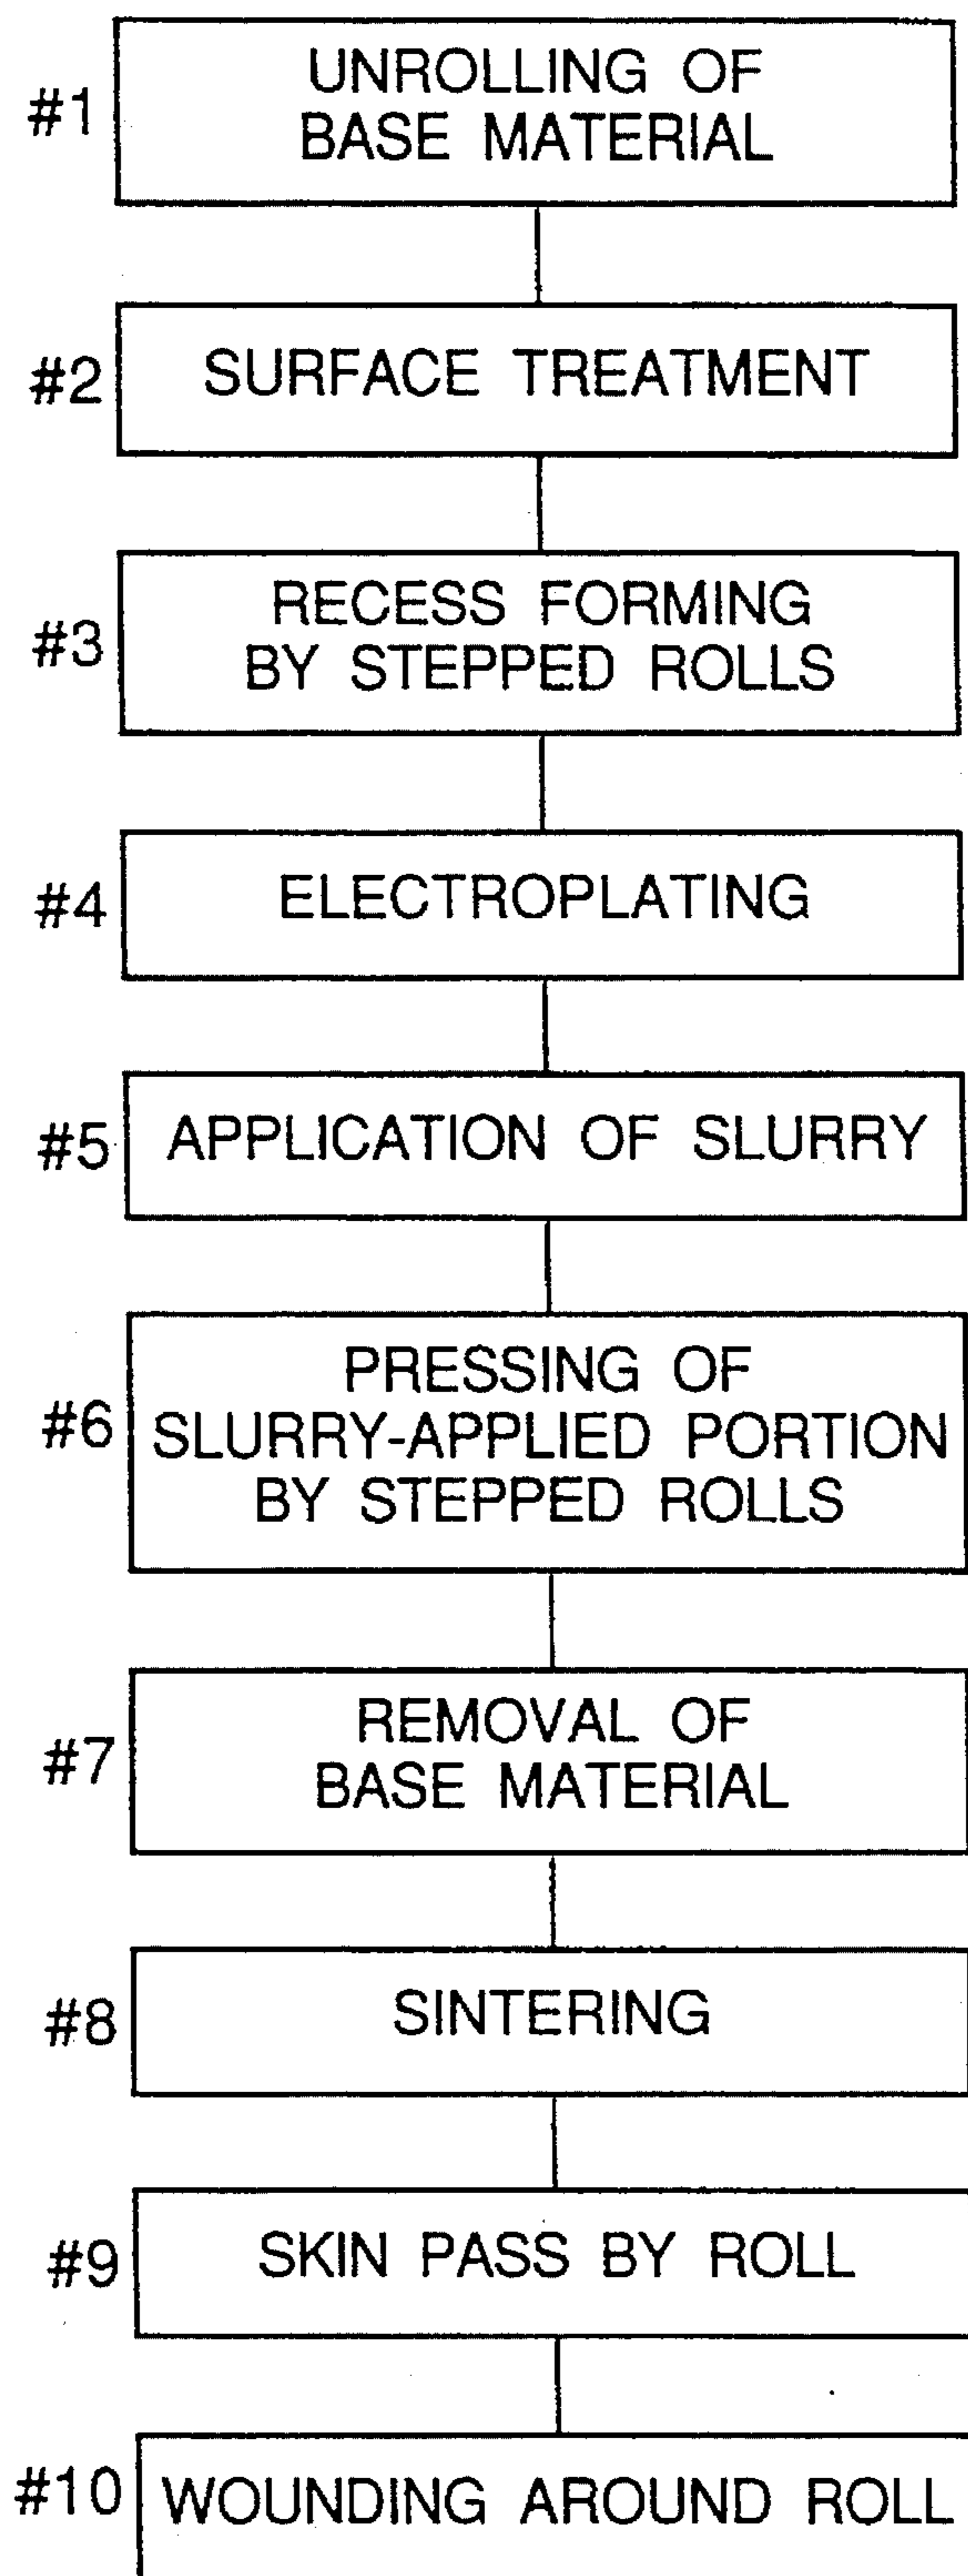 #1
UNROLLING OF
BASE MATERIAL
#2
SURFACE TREATMENT
#3
RECESS FORMING
BY STEPPED ROLLS
#4
ELECTROPLATING
#5
APPLICATION OF SLURRY
#6
PRESSING OF
SLURRY-APPLIED PORTION
BY STEPPED ROLLS
#7
REMOVAL OF
BASE MATERIAL
#8
SINTERING
#9
SKIN PASS BY ROLL
#10
WOUNDING AROUND ROLL